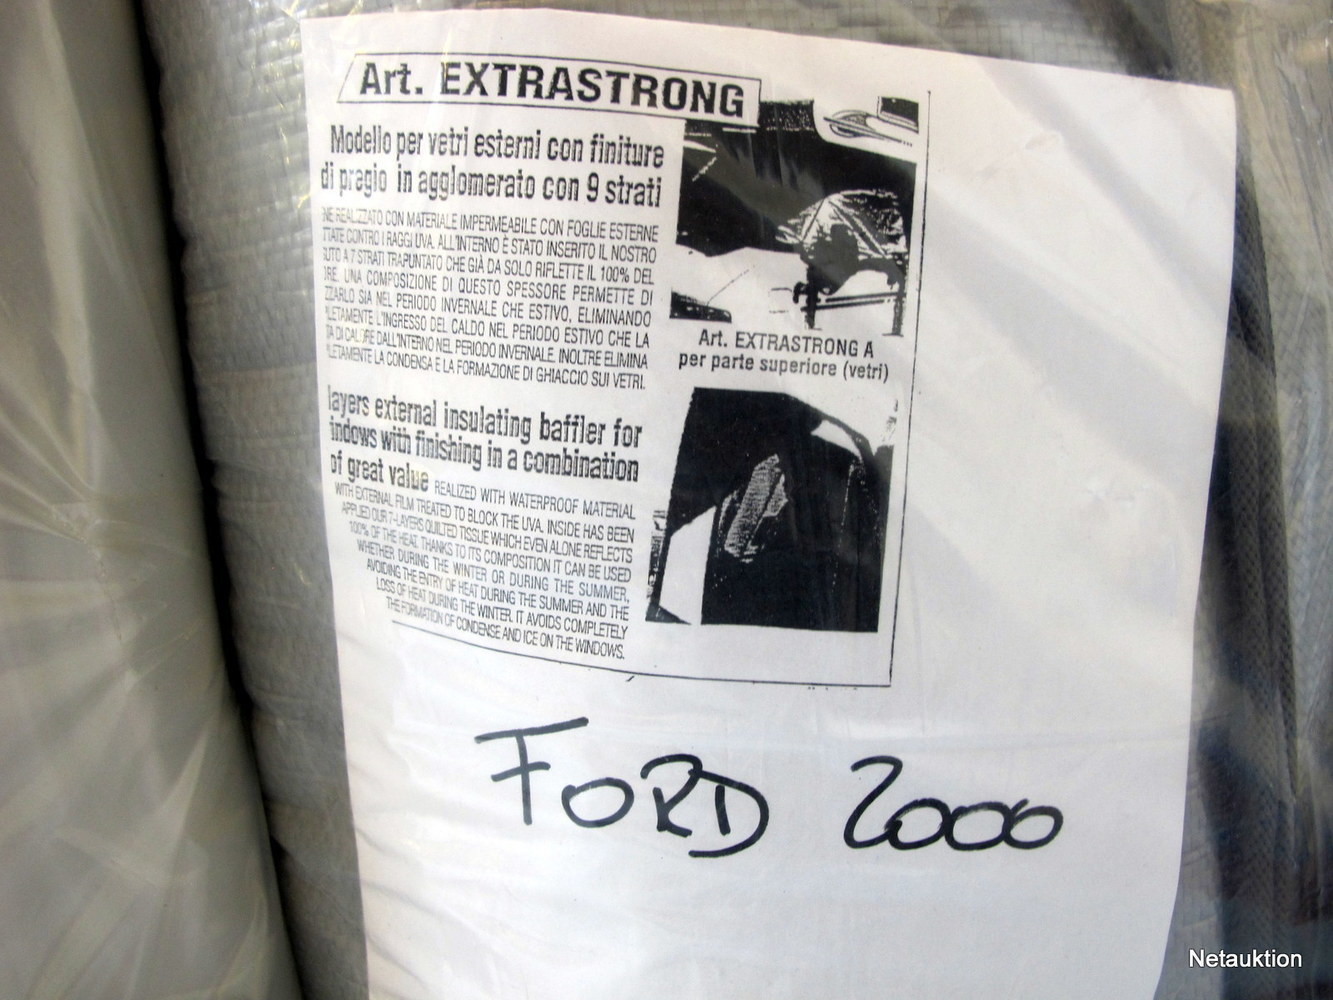 Art. EXTRASTRONG
Modello per vetri esterni con finiture
di pragio in agglomerato con 9 strati
NE REALIZZATO CON MATERIALE IMPERMEABILE CON FOGLIE ESTERNE
TTATE CONTRO I RAGGI UVA. ALL'INTERNO È STATO INSERITO IL NOSTRO
SUTO A 7 STRATI TRAPUNTATO CHE GIÀ DA SOLO RIFLETTE IL 100% DEL
ORE. UNA COMPOSIZIONE DI QUESTO SPESSORE PERMETTE DI
ZZARLO SIA NEL PERIODO INVERNALE CHE ESTIVO, ELIMINANDO
PLETAMENTE L'INGRESSO DEL CALDO NEL PERIODO ESTIVO CHE LA
TA DI CALORE DALL'INTERNO NEL PERIODO INVERNALE. INOLTRE ELIMINA
PLETAMENTE LA CONDENSA E LA FORMAZIONE DI GHIACCIO SUI VETRI.
layers external insulating baffler for
indows with finishing in a combination
of great value REALIZED WITH WATERPROOF MATERIAL
WITH EXTERNAL FILM TREATED TO BLOCK THE UVA. INSIDE HAS BEEN
APPLIED OUR 7-LAYERS QUILTED TISSUE WHICH EVEN ALONE REFLECTS
100% OF THE HEAT. THANKS TO ITS COMPOSITION IT CAN BE USED
WHETHER DURING THE WINTER OR DURING THE SUMMER,
AVOIDING THE ENTRY OF HEAT DURING THE SUMMER AND THE
LOSS OF HEAT DURING THE WINTER. IT AVOIDS COMPLETELY
THE FORMATION OF CONDENSE AND ICE ON THE WINDOWS.
Art. EXTRASTRONG A
per parte superiore (vetri)
FORD 2000
Netauktion